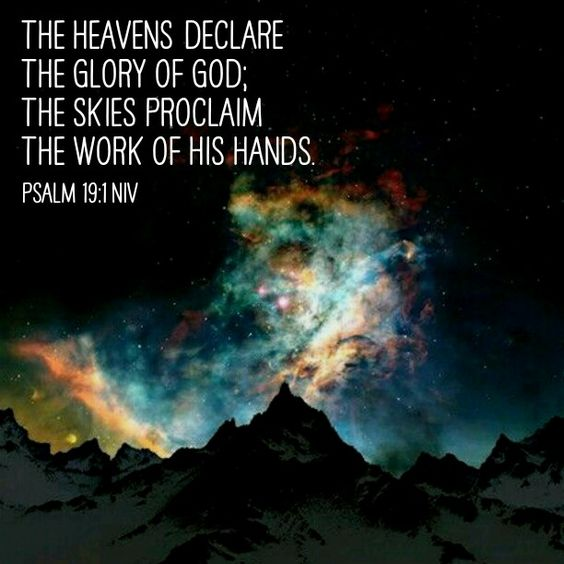 THE HEAVENS DECLARE
THE GLORY OF GOD;
THE SKIES PROCLAIM
THE WORK OF HIS HANDS.
PSALM 19:1 NIV